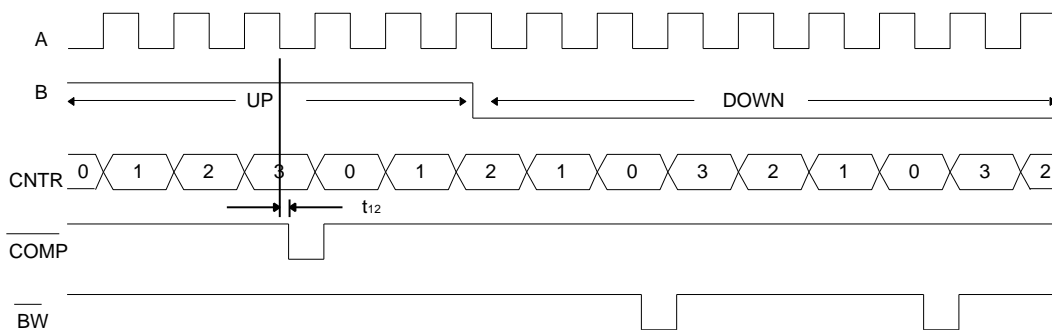 A
B
UP DOWN
CNTR 0 1 2 3 0 1 2 1 0 3 2 1 0 3 2
t₁₂
COMP
BW